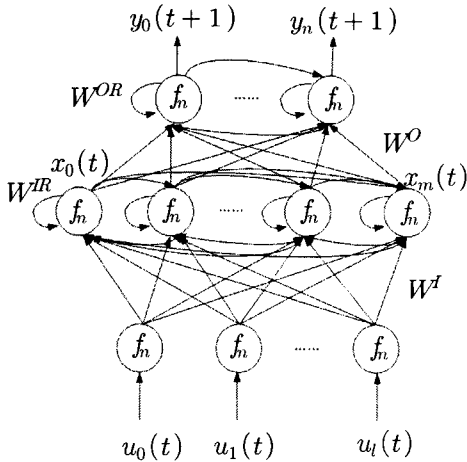 y₀(t+1) yₙ(t+1)
Wᴼᴿ fₙ ...... fₙ
Wᴼ
x₀(t) xₘ(t)
Wᴵᴿ fₙ fₙ ...... fₙ fₙ
Wᴵ
fₙ fₙ ...... fₙ
u₀(t) u₁(t) uₗ(t)